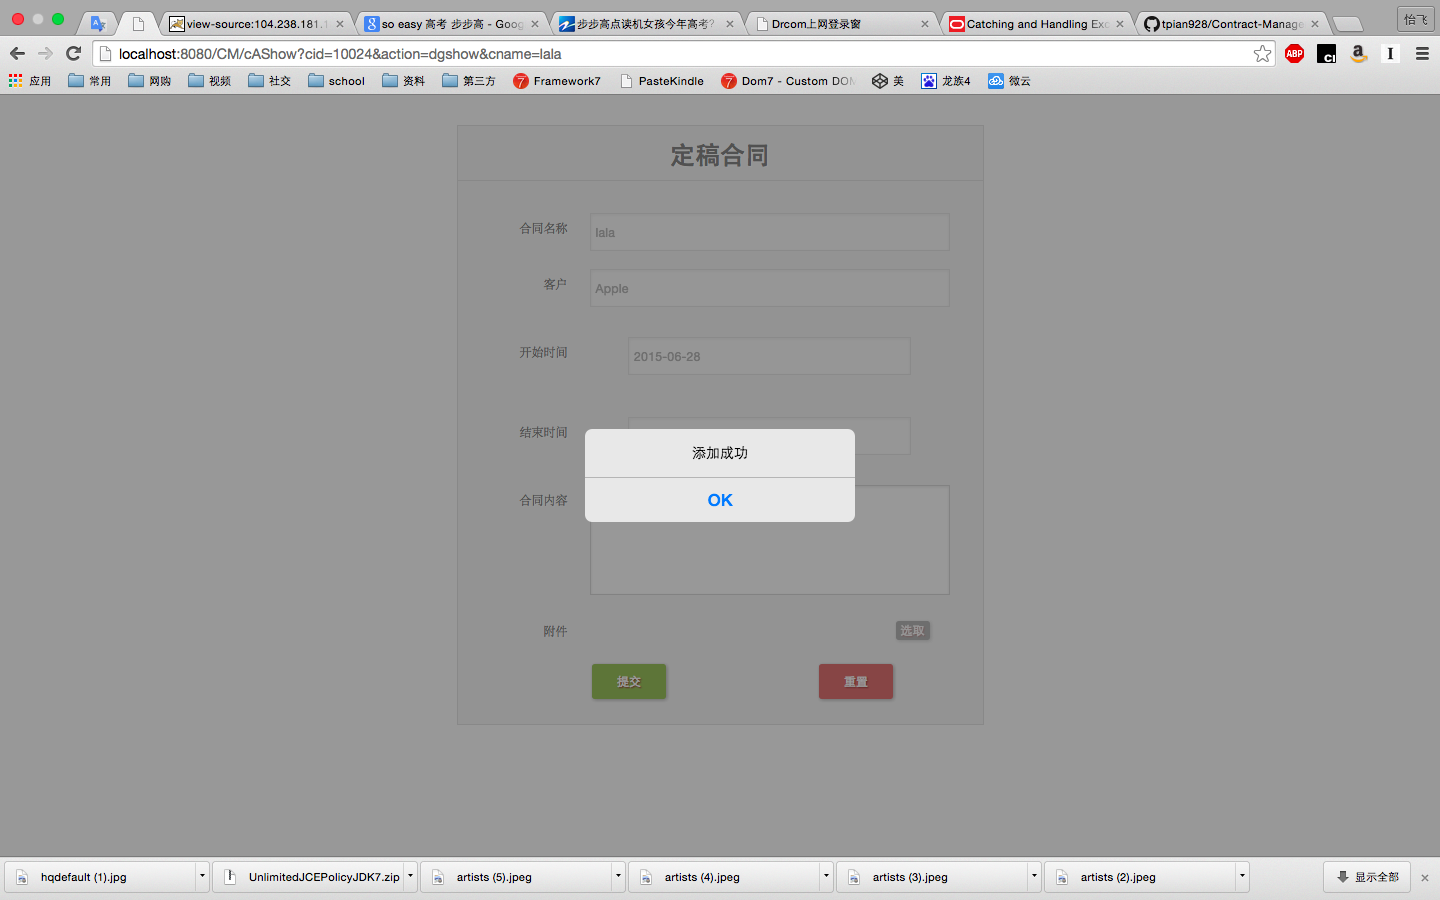 view-source:104.238.181.1
so easy 高考 步步高 - Goog
步步高点读机女孩今年高考?
Drcom上网登录窗
Catching and Handling Exc
tpian928/Contract-Manage
怡飞
localhost:8080/CM/cAShow?cid=10024&action=dgshow&cname=lala
ABP
应用 常用 网购 视频 社交 school 资料 第三方 Framework7 PasteKindle Dom7 - Custom DOM 美 龙族4 微云
定稿合同
合同名称 lala
客户 Apple
开始时间 2015-06-28
结束时间
添加成功
合同内容
OK
附件 选取
提交 重置
hqdefault (1).jpg UnlimitedJCEPolicyJDK7.zip artists (5).jpeg artists (4).jpeg artists (3).jpeg artists (2).jpeg 显示全部